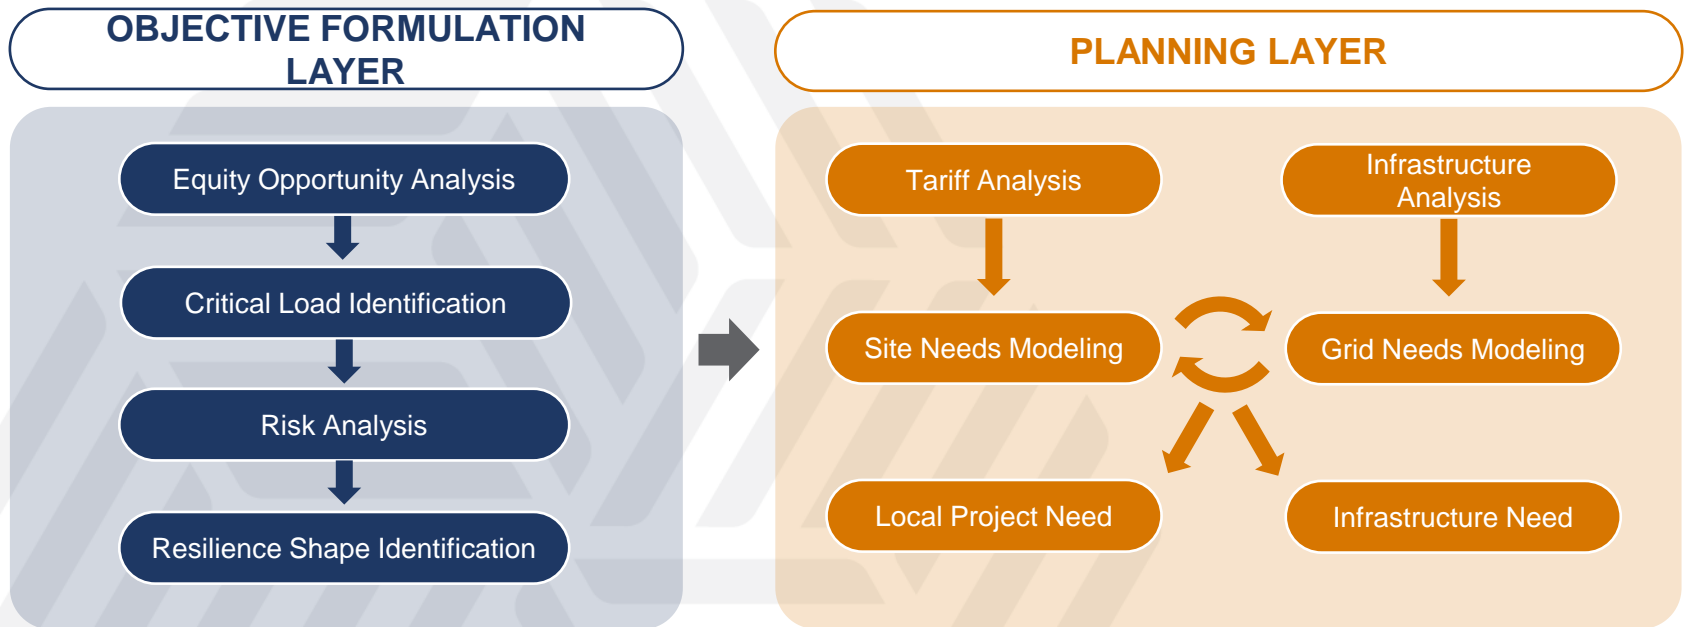 OBJECTIVE FORMULATION
LAYER
Equity Opportunity Analysis
Critical Load Identification
Risk Analysis
Resilience Shape Identification
PLANNING LAYER
Tariff Analysis
Infrastructure
Analysis
Site Needs Modeling
Grid Needs Modeling
Local Project Need
Infrastructure Need